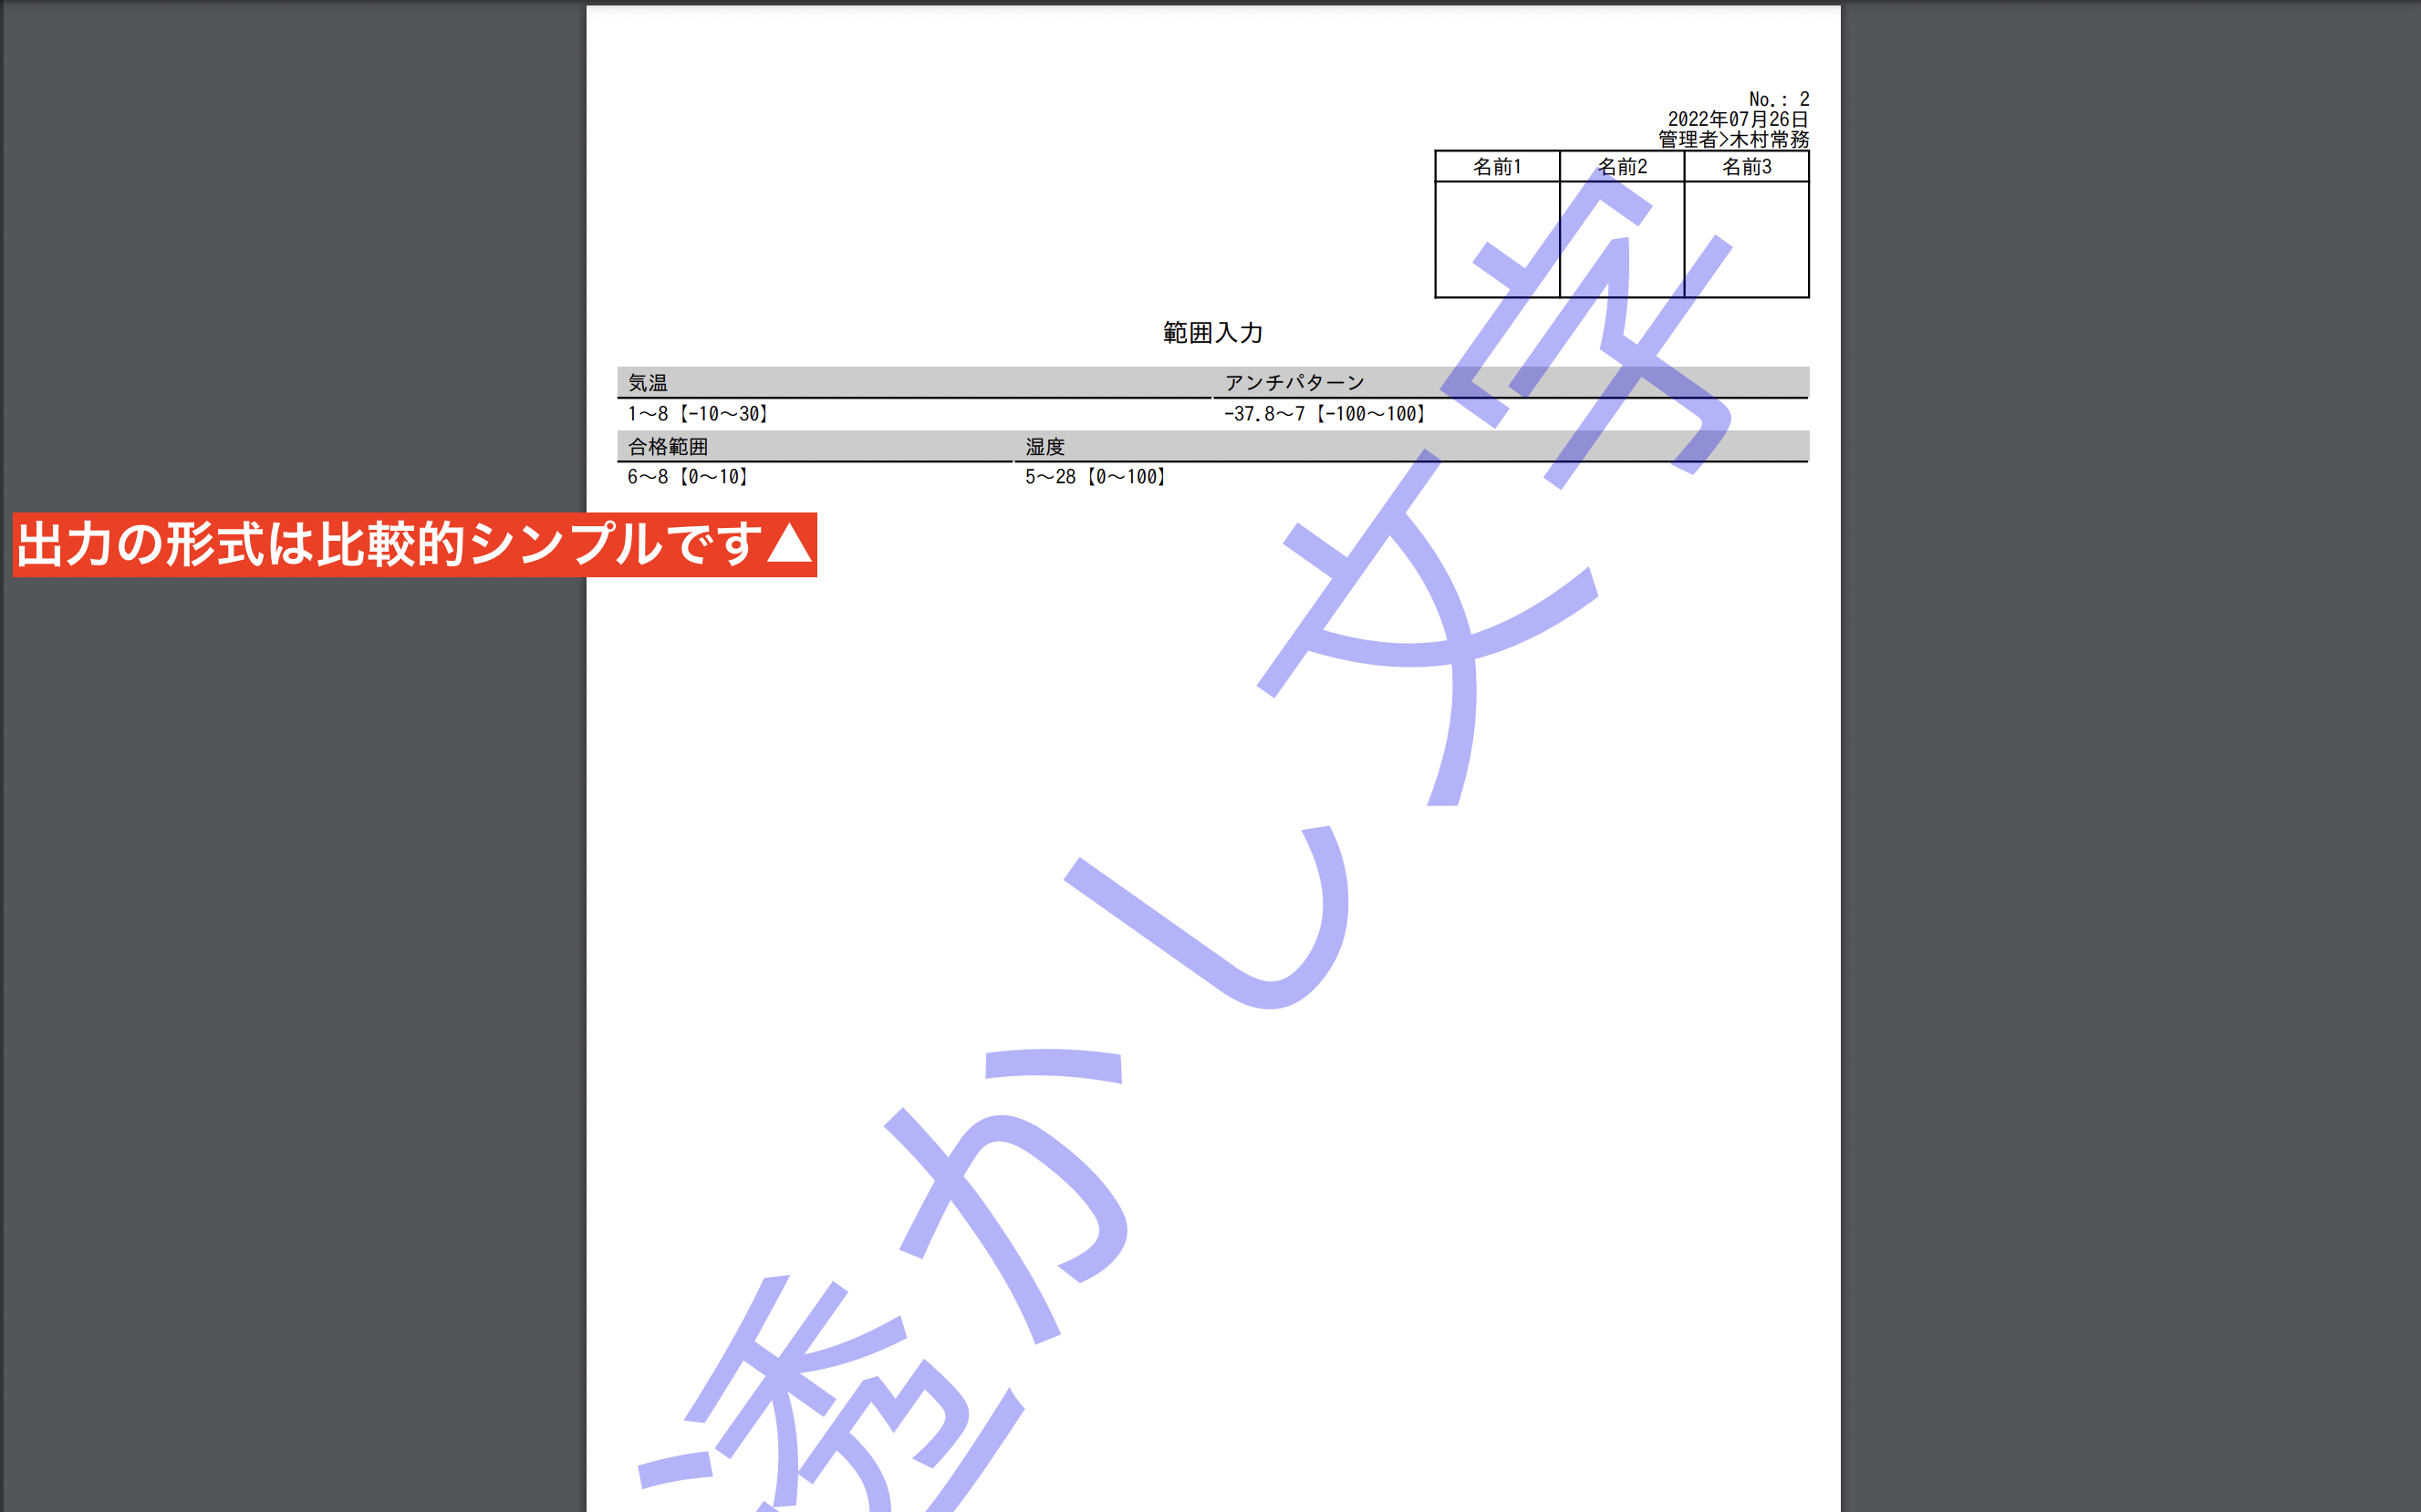 No.: 2
2022年07月26日
管理者>木村常務
名前1 名前2 名前3
範囲入力
気温 アンチパターン
1～8【-10～30】 -37.8～7【-100～100】
合格範囲 湿度
6～8【0～10】 5～28【0～100】
出力の形式は比較的シンプルです▲
透かし文字